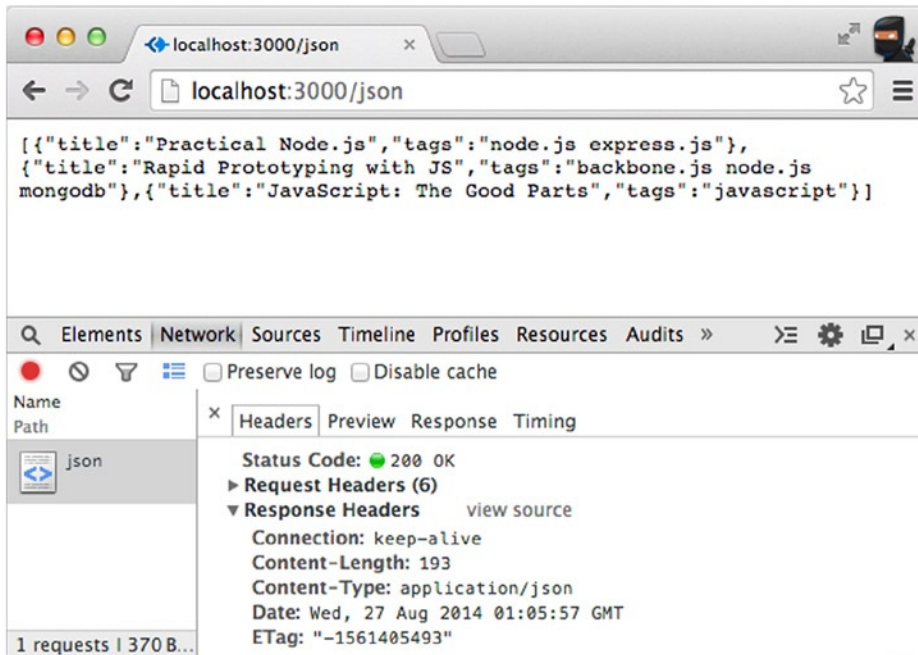 localhost:3000/json
localhost:3000/json
[{"title":"Practical Node.js","tags":"node.js express.js"},
{"title":"Rapid Prototyping with JS","tags":"backbone.js node.js
mongodb"},{"title":"JavaScript: The Good Parts","tags":"javascript"}]
Elements Network Sources Timeline Profiles Resources Audits »
Preserve log Disable cache
Name
Path
× Headers Preview Response Timing
json
Status Code: 200 OK
Request Headers (6)
Response Headers view source
Connection: keep-alive
Content-Length: 193
Content-Type: application/json
Date: Wed, 27 Aug 2014 01:05:57 GMT
ETag: "-1561405493"
1 requests | 370 B...